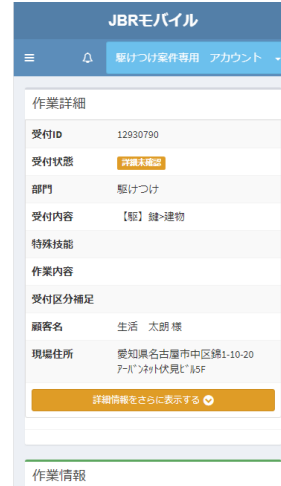 JBRモバイル
駆けつけ案件専用 アカウント
作業詳細
受付ID 12930790
受付状態 詳細未確認
部門 駆けつけ
受付内容 【駆】鍵>建物
特殊技能
作業内容
受付区分補足
顧客名 生活 太朗 様
現場住所 愛知県名古屋市中区錦1-10-20
アーバンネット伏見ビル5F
詳細情報をさらに表示する
作業情報